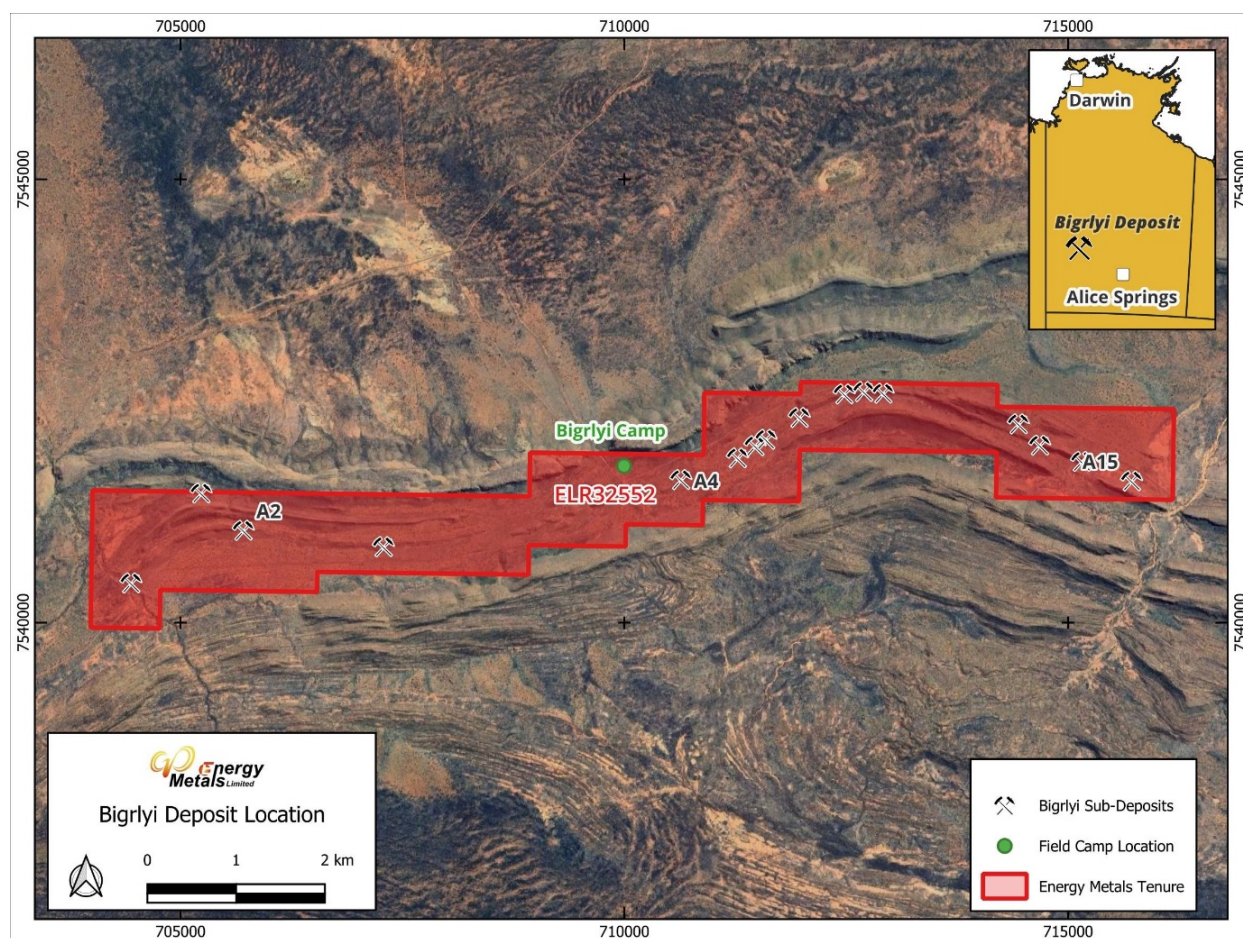 705000
710000
715000
7545000
7545000
Darwin
Bigrlyi Deposit
Alice Springs
Bigrlyi Camp
ELR32552
A4
A15
A2
7540000
7540000
Energy
Metals Limited
Bigrlyi Deposit Location
0 1 2 km
Bigrlyi Sub-Deposits
Field Camp Location
Energy Metals Tenure
705000
710000
715000